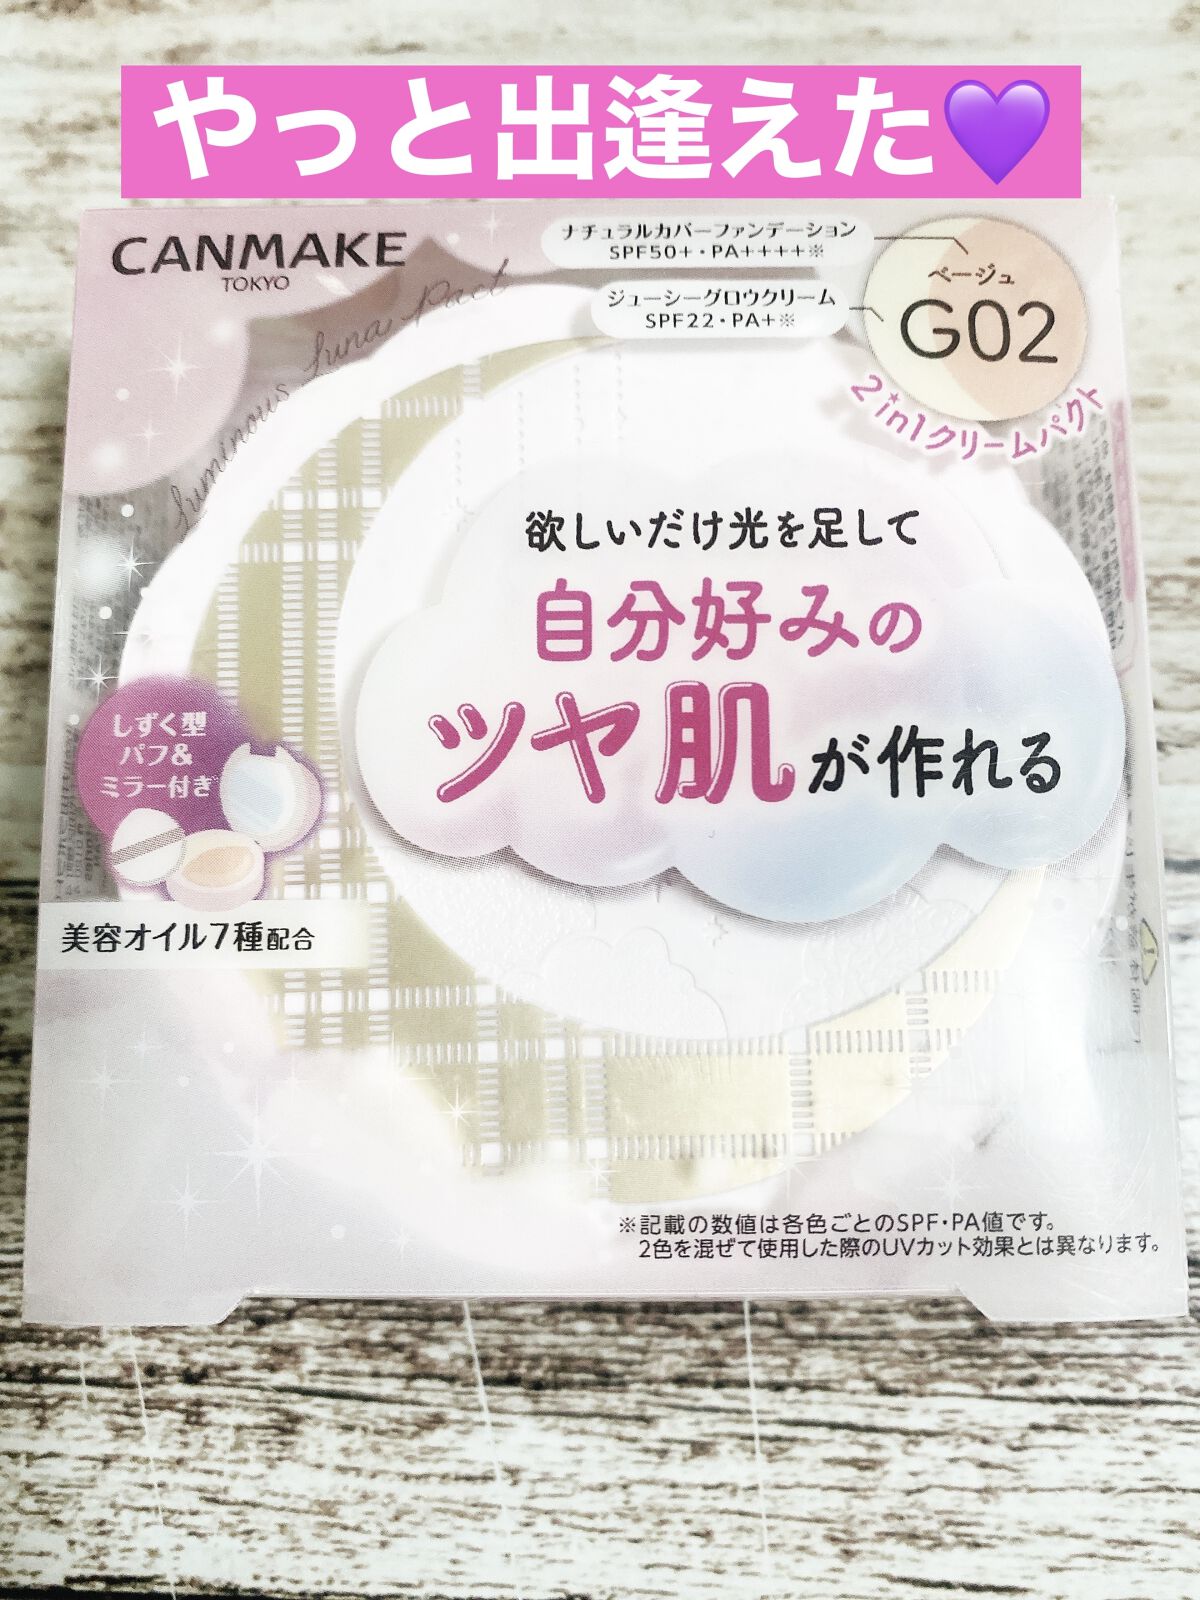 やっと出逢えた💜
CANMAKE
TOKYO
Luminous Luna Pact
ナチュラルカバーファンデーション
SPF50+・PA++++※
ジューシーグロウクリーム
SPF22・PA+※
ベージュ
G02
2in1クリームパクト
欲しいだけ光を足して
自分好みの
ツヤ肌が作れる
しずく型
パフ&
ミラー付き
美容オイル7種配合
※記載の数値は各色ごとのSPF・PA値です。
2色を混ぜて使用した際のUVカット効果とは異なります。